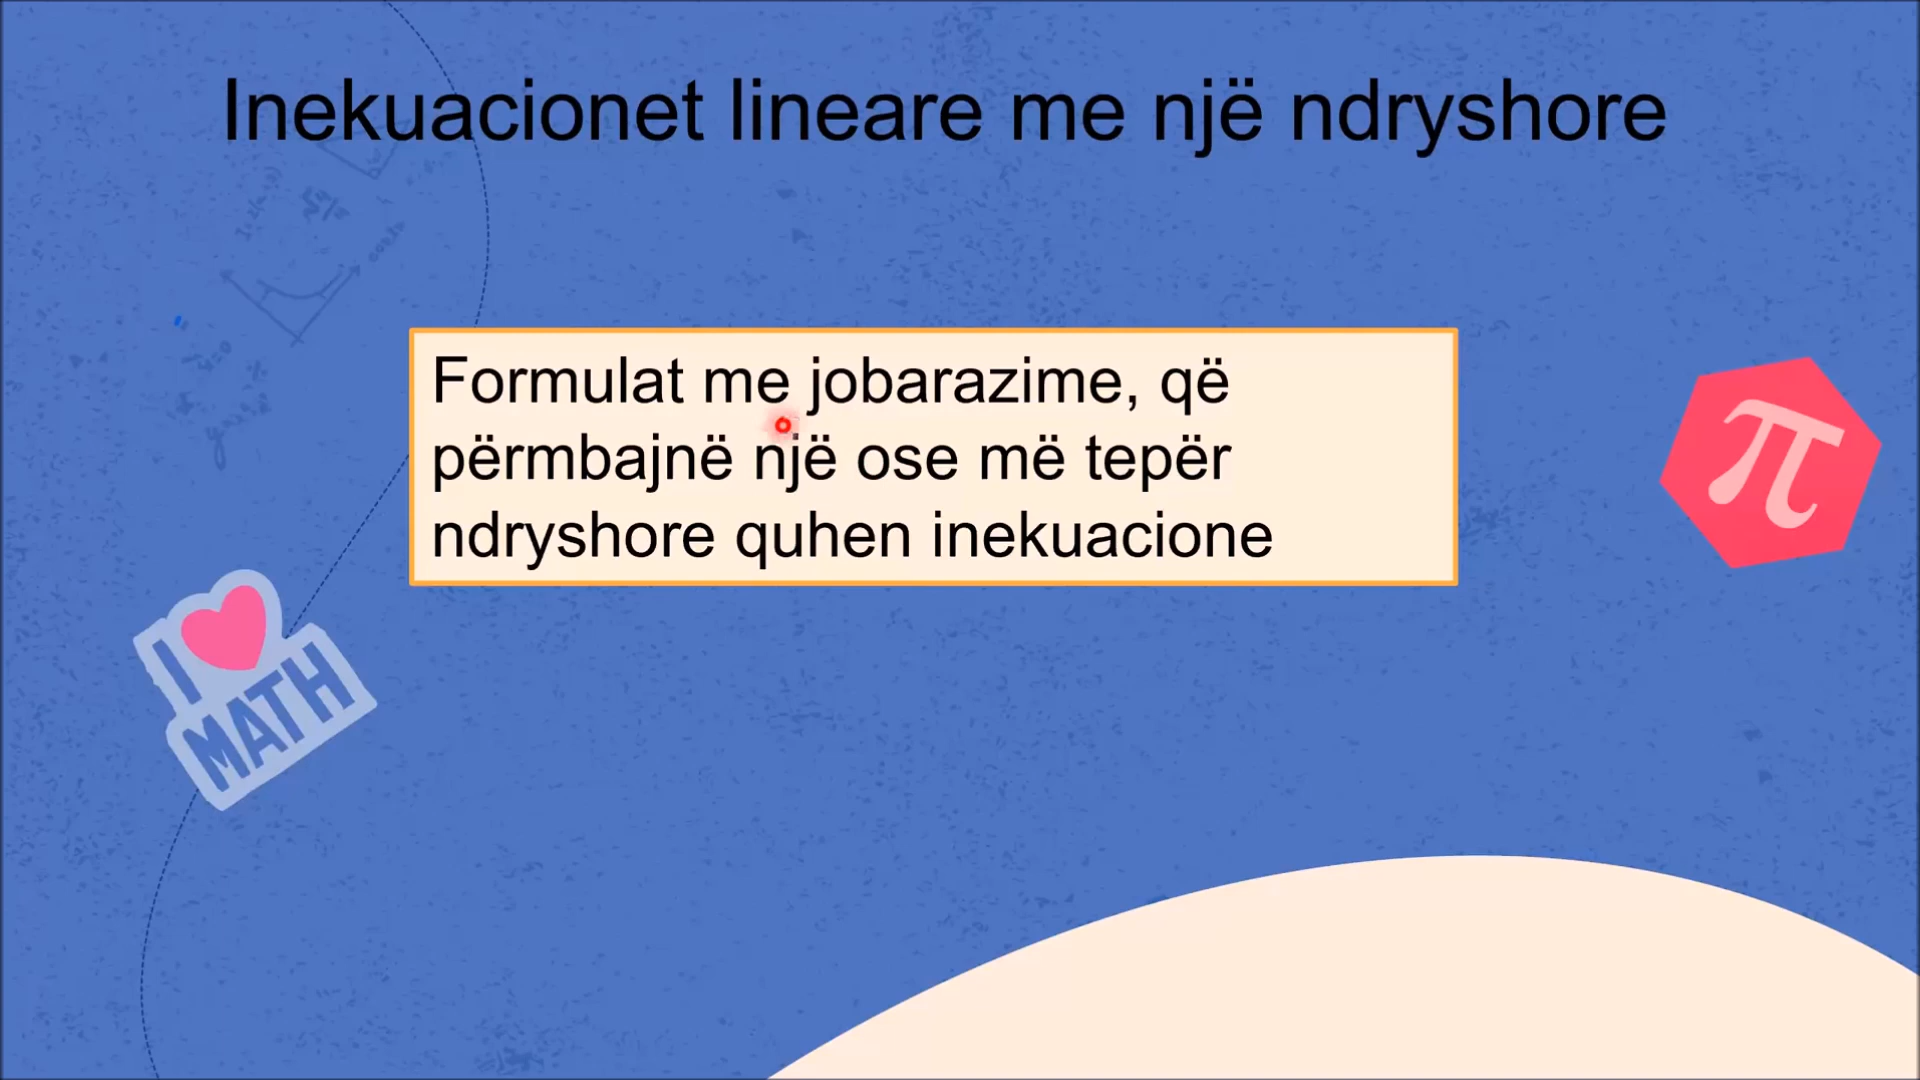 Inekuacionet lineare me një ndryshore
Formulat me jobarazime, që
përmbajnë një ose më tepër
ndryshore quhen inekuacione
π
I
MATH